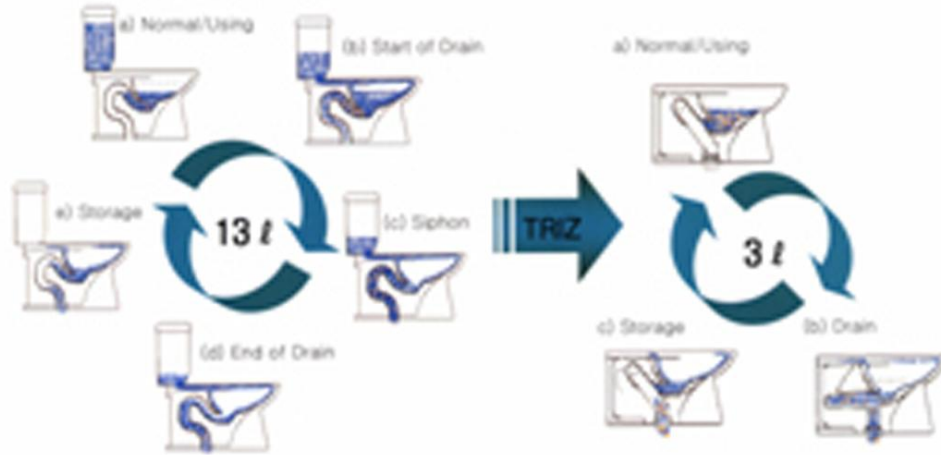 a) Normal/Using
(b) Start of Drain
e) Storage
13 ℓ
(c) Siphon
(d) End of Drain
TRIZ
a) Normal/Using
3 ℓ
c) Storage
(b) Drain